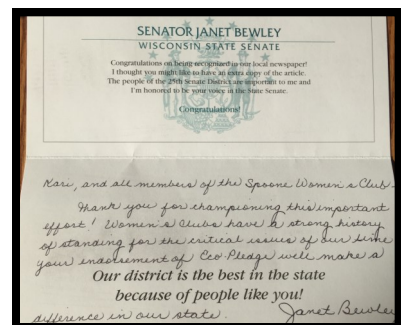 SENATOR JANET BEWLEY
WISCONSIN STATE SENATE
Congratulations on being recognized in our local newspaper!
I thought you might like to have an extra copy of the article.
The people of the 25th Senate District are important to me and
I'm honored to be your voice in the State Senate.
Congratulations!
Kari, and all members of the Spoone Women's Club.
Thank you for championing this important
effort! Women's Clubs have a strong history
of standing for the critical issues of our time
your endorsement of Eco Pledge will make a
Our district is the best in the state
because of people like you!
difference in our state. Janet Bewley